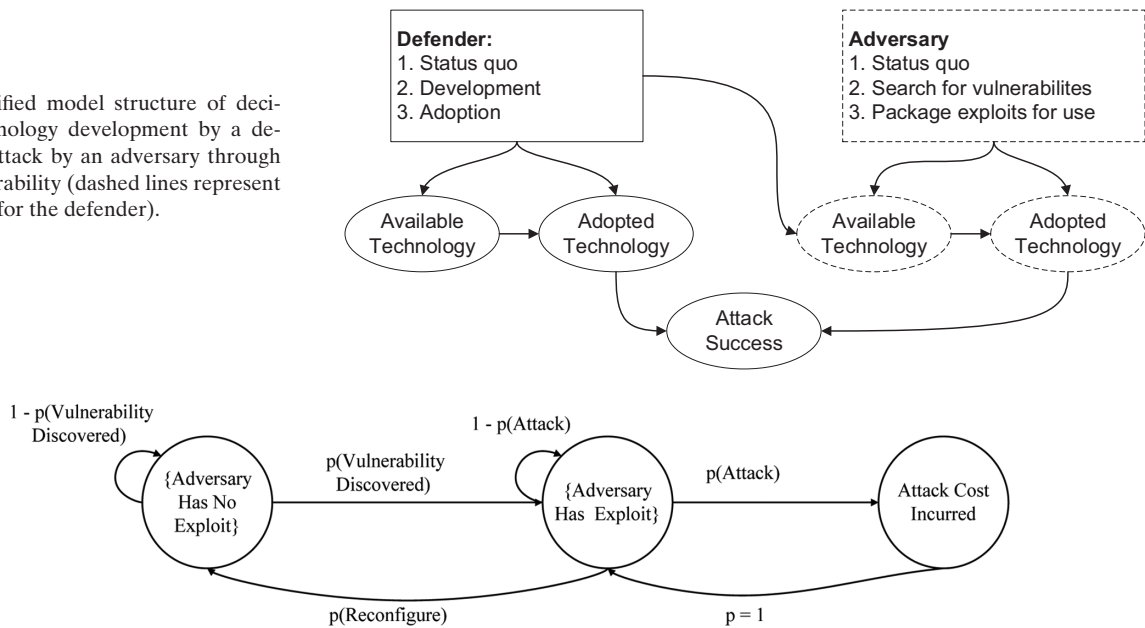 ified model structure of deci-
nology development by a de-
ttack by an adversary through
rability (dashed lines represent
for the defender).
Defender:
1. Status quo
2. Development
3. Adoption
Adversary
1. Status quo
2. Search for vulnerabilites
3. Package exploits for use
Available
Technology
Adopted
Technology
Available
Technology
Adopted
Technology
Attack
Success
1 - p(Vulnerability
Discovered)
{Adversary
Has No
Exploit}
p(Vulnerability
Discovered)
1 - p(Attack)
{Adversary
Has Exploit}
p(Attack)
Attack Cost
Incurred
p(Reconfigure)
p = 1